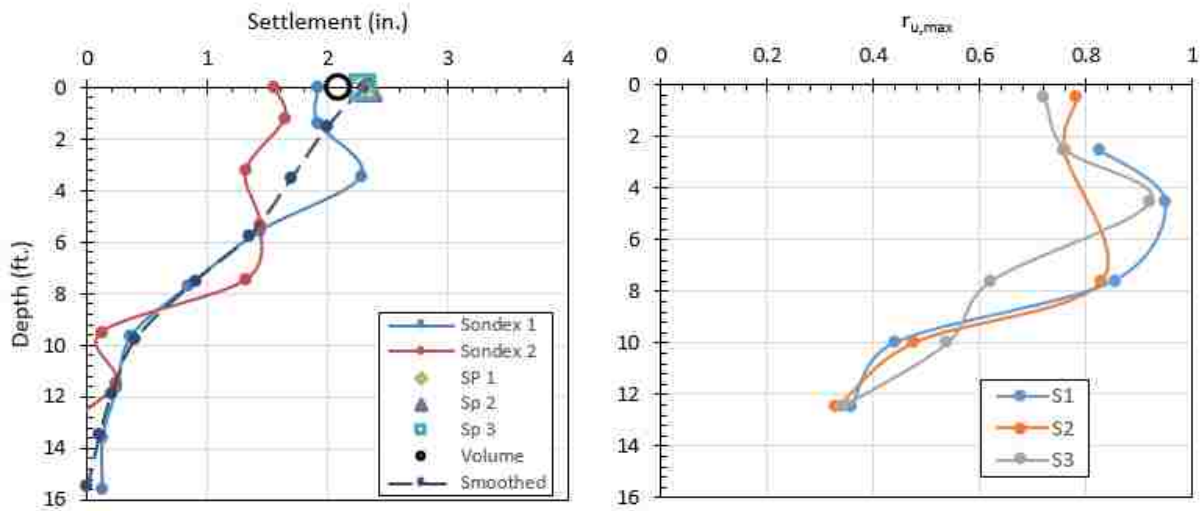 Settlement (in.)
0 1 2 3 4
0
2
4
6
8
10
12
14
16
Depth (ft.)
Sondex 1
Sondex 2
SP 1
Sp 2
Sp 3
Volume
Smoothed
ru,max
0 0.2 0.4 0.6 0.8 1
0
2
4
6
8
10
12
14
16
S1
S2
S3